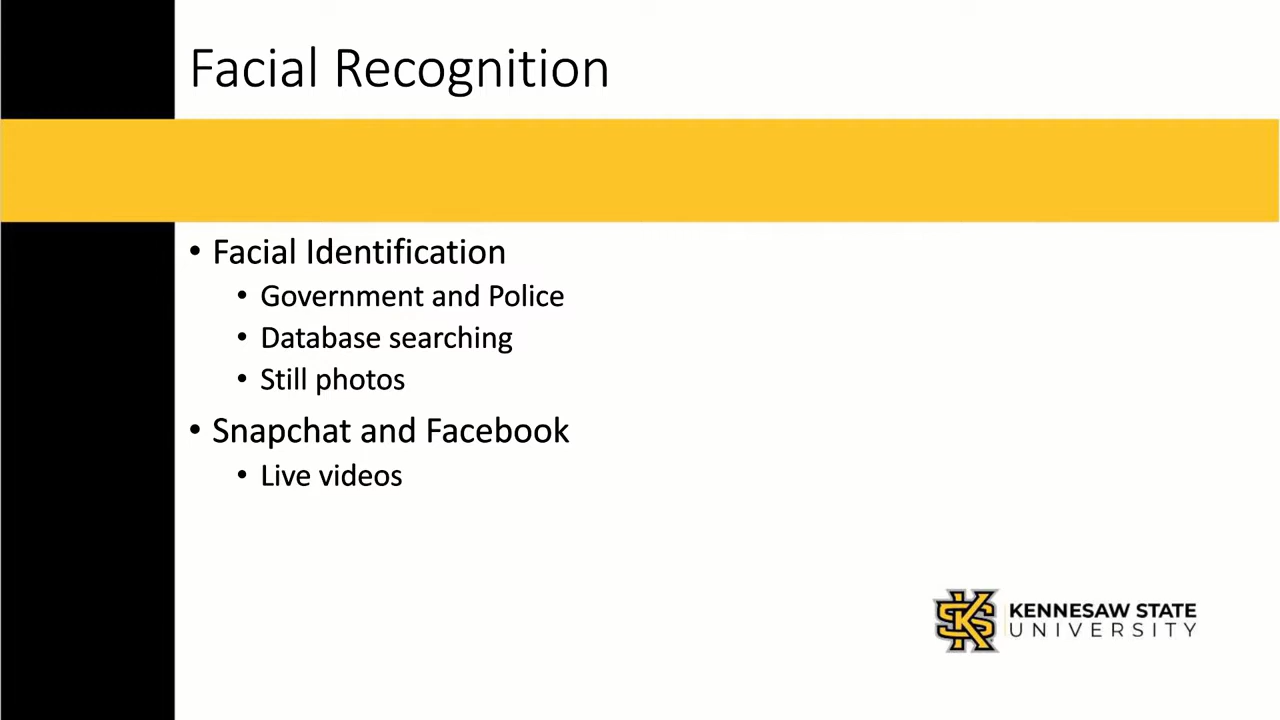 Facial Recognition
• Facial Identification
• Government and Police
• Database searching
• Still photos
• Snapchat and Facebook
• Live videos
KS
KENNESAW STATE
UNIVERSITY